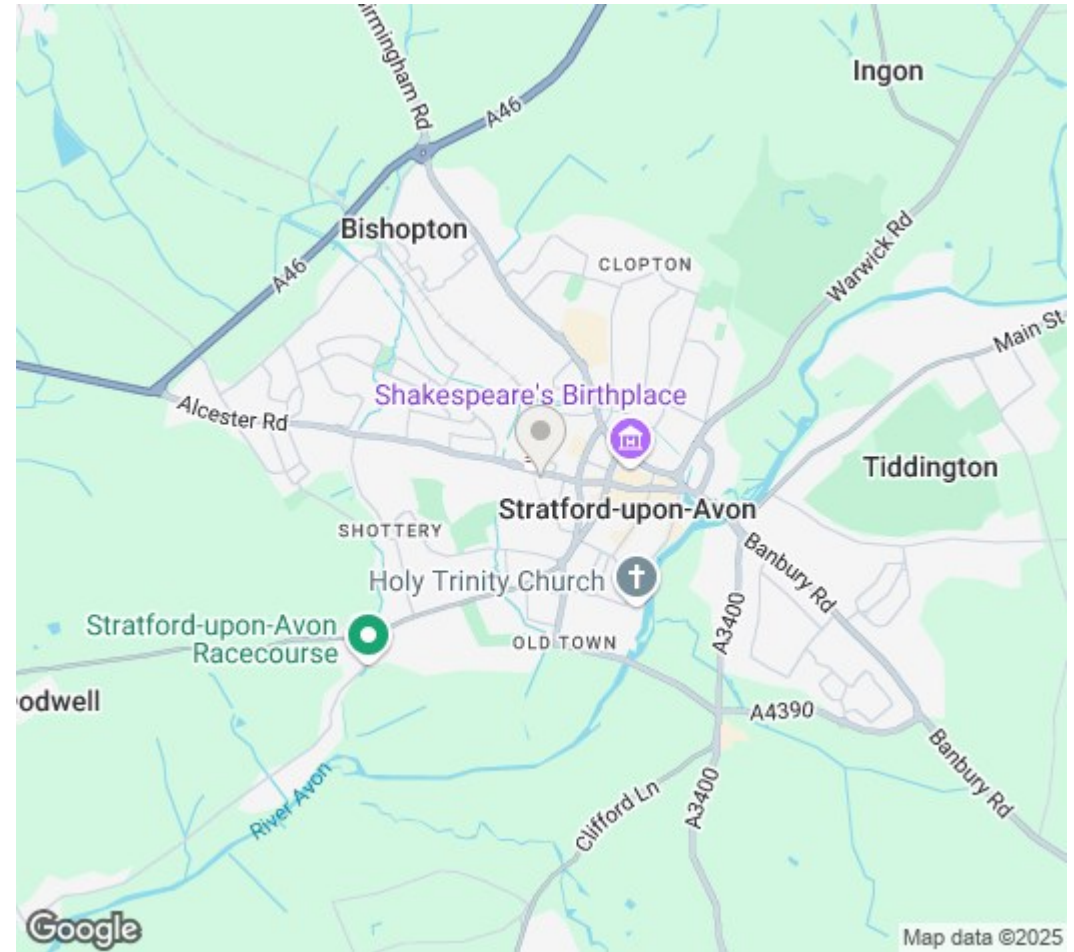 Birmingham Rd
A46
Ingon
Bishopton
CLOPTON
Warwick Rd
A46
Main St
Alcester Rd
Shakespeare's Birthplace
Tiddington
Stratford-upon-Avon
SHOTTERY
Banbury Rd
Holy Trinity Church
A3400
Stratford-upon-Avon
Racecourse
OLD TOWN
odwell
A4390
Banbury Rd
River Avon
Clifford Ln
A3400
Google
Map data ©2025